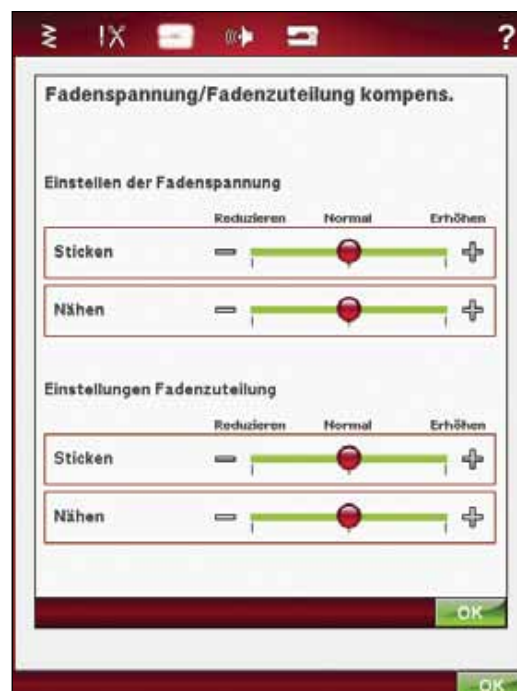 ?
Fadenspannung/Fadenzuteilung kompens.
Einstellen der Fadenspannung
Reduzieren Normal Erhöhen
Sticken
Nähen
Einstellungen Fadenzuteilung
Reduzieren Normal Erhöhen
Sticken
Nähen
OK
OK